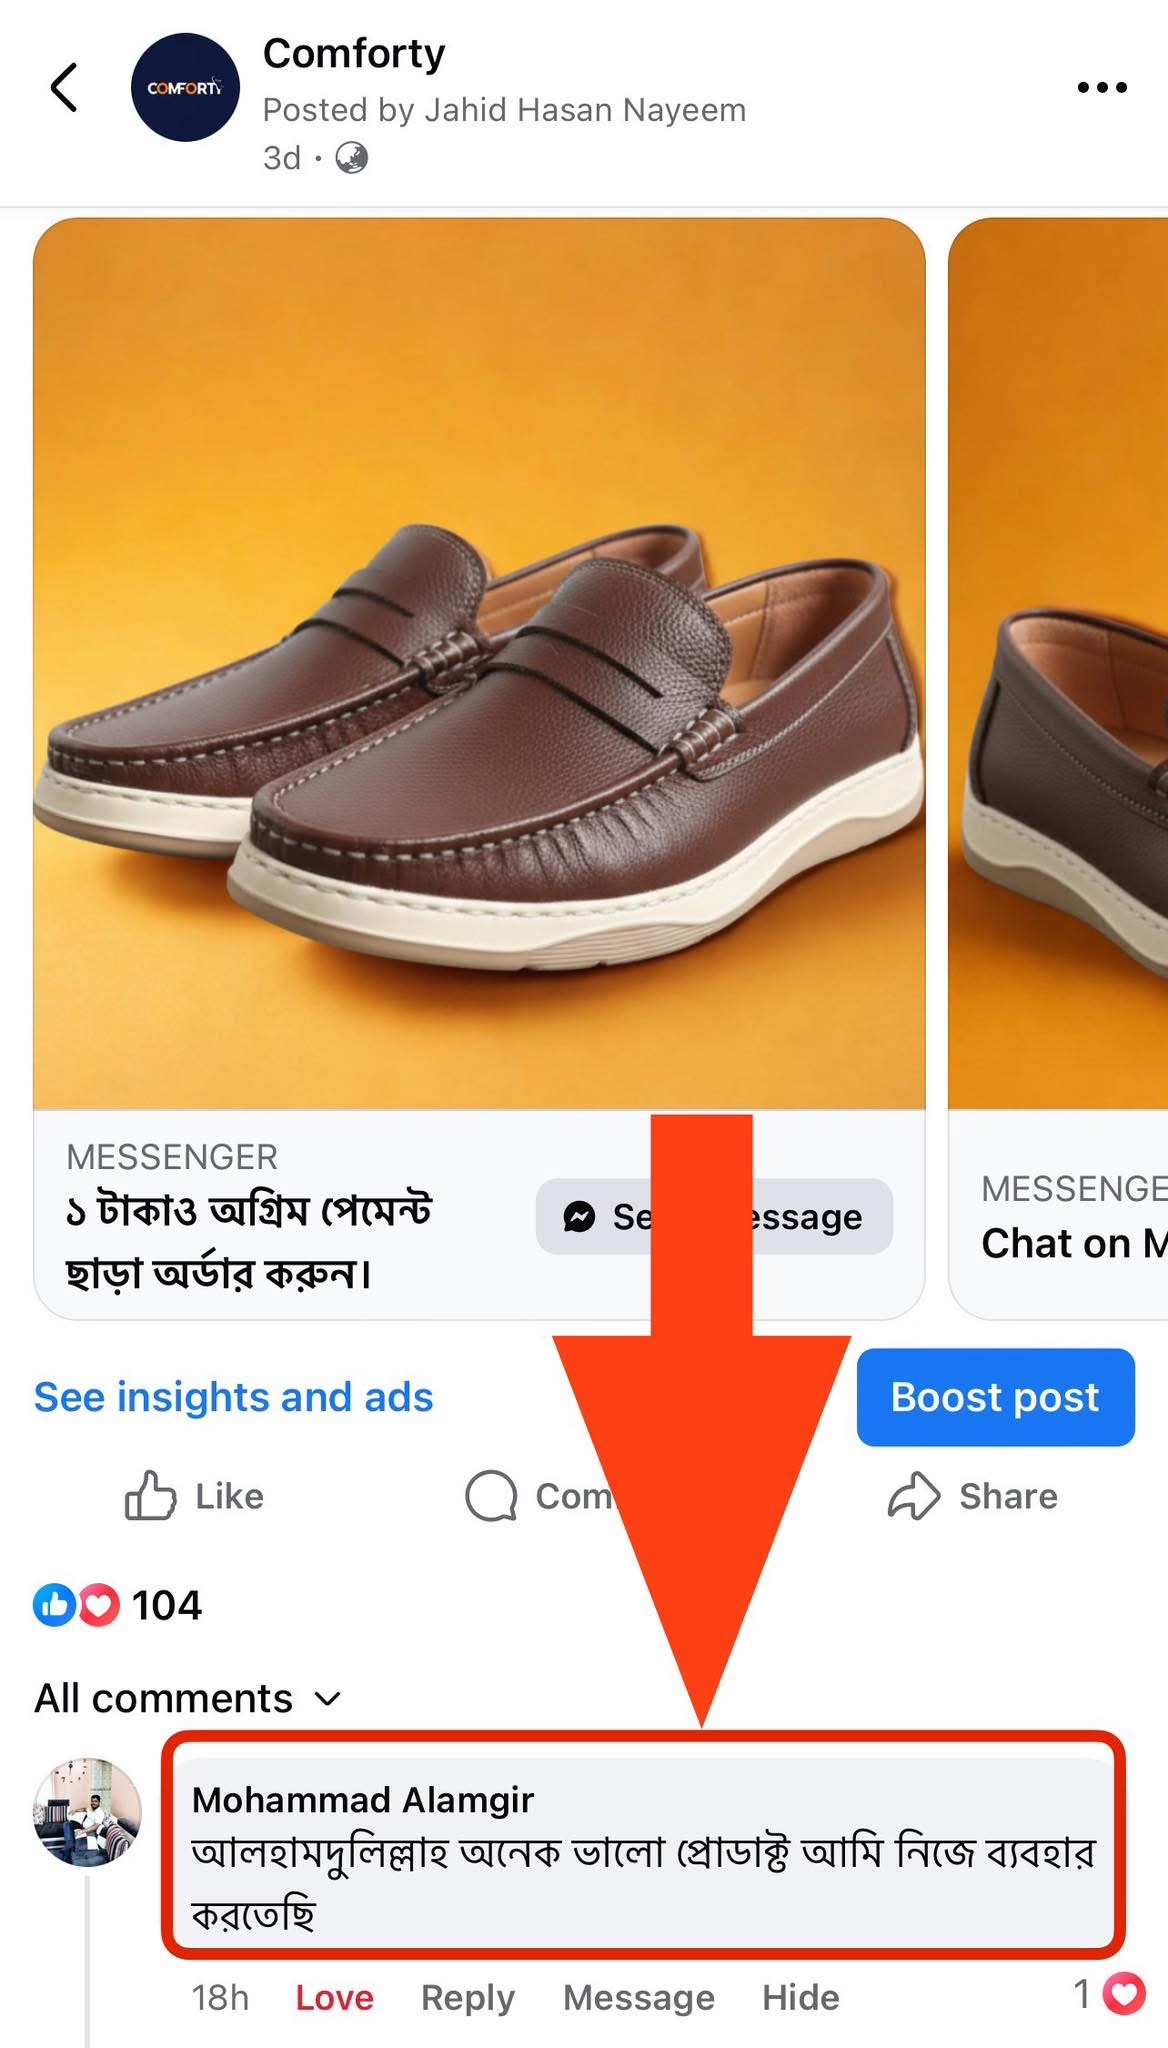 Comforty
COMFORTY
Posted by Jahid Hasan Nayeem
3d ·
MESSENGER
১ টাকাও অগ্রিম পেমেন্ট
ছাড়া অর্ডার করুন।
Se essage
MESSENGE
Chat on M
See insights and ads
Boost post
Like
Com
Share
104
All comments
Mohammad Alamgir
আলহামদুলিল্লাহ অনেক ভালো প্রোডাক্ট আমি নিজে ব্যবহার
করতেছি
18h Love Reply Message Hide 1